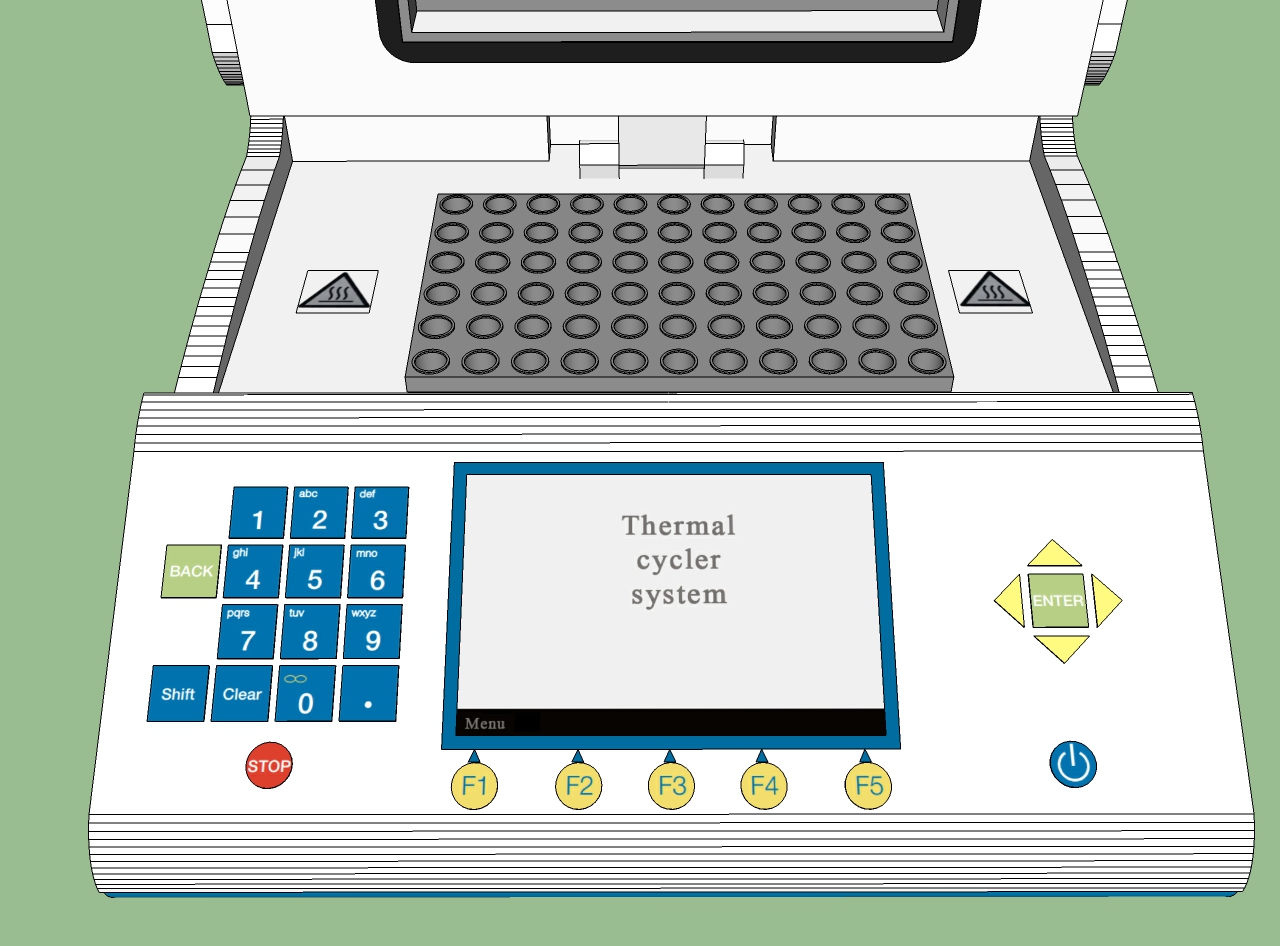 Thermal
cycler
system
Menu
1
abc
2
def
3
BACK
ghi
4
jkl
5
mno
6
pqrs
7
tuv
8
wxyz
9
Shift
Clear
∞
0
.
STOP
F1
F2
F3
F4
F5
ENTER